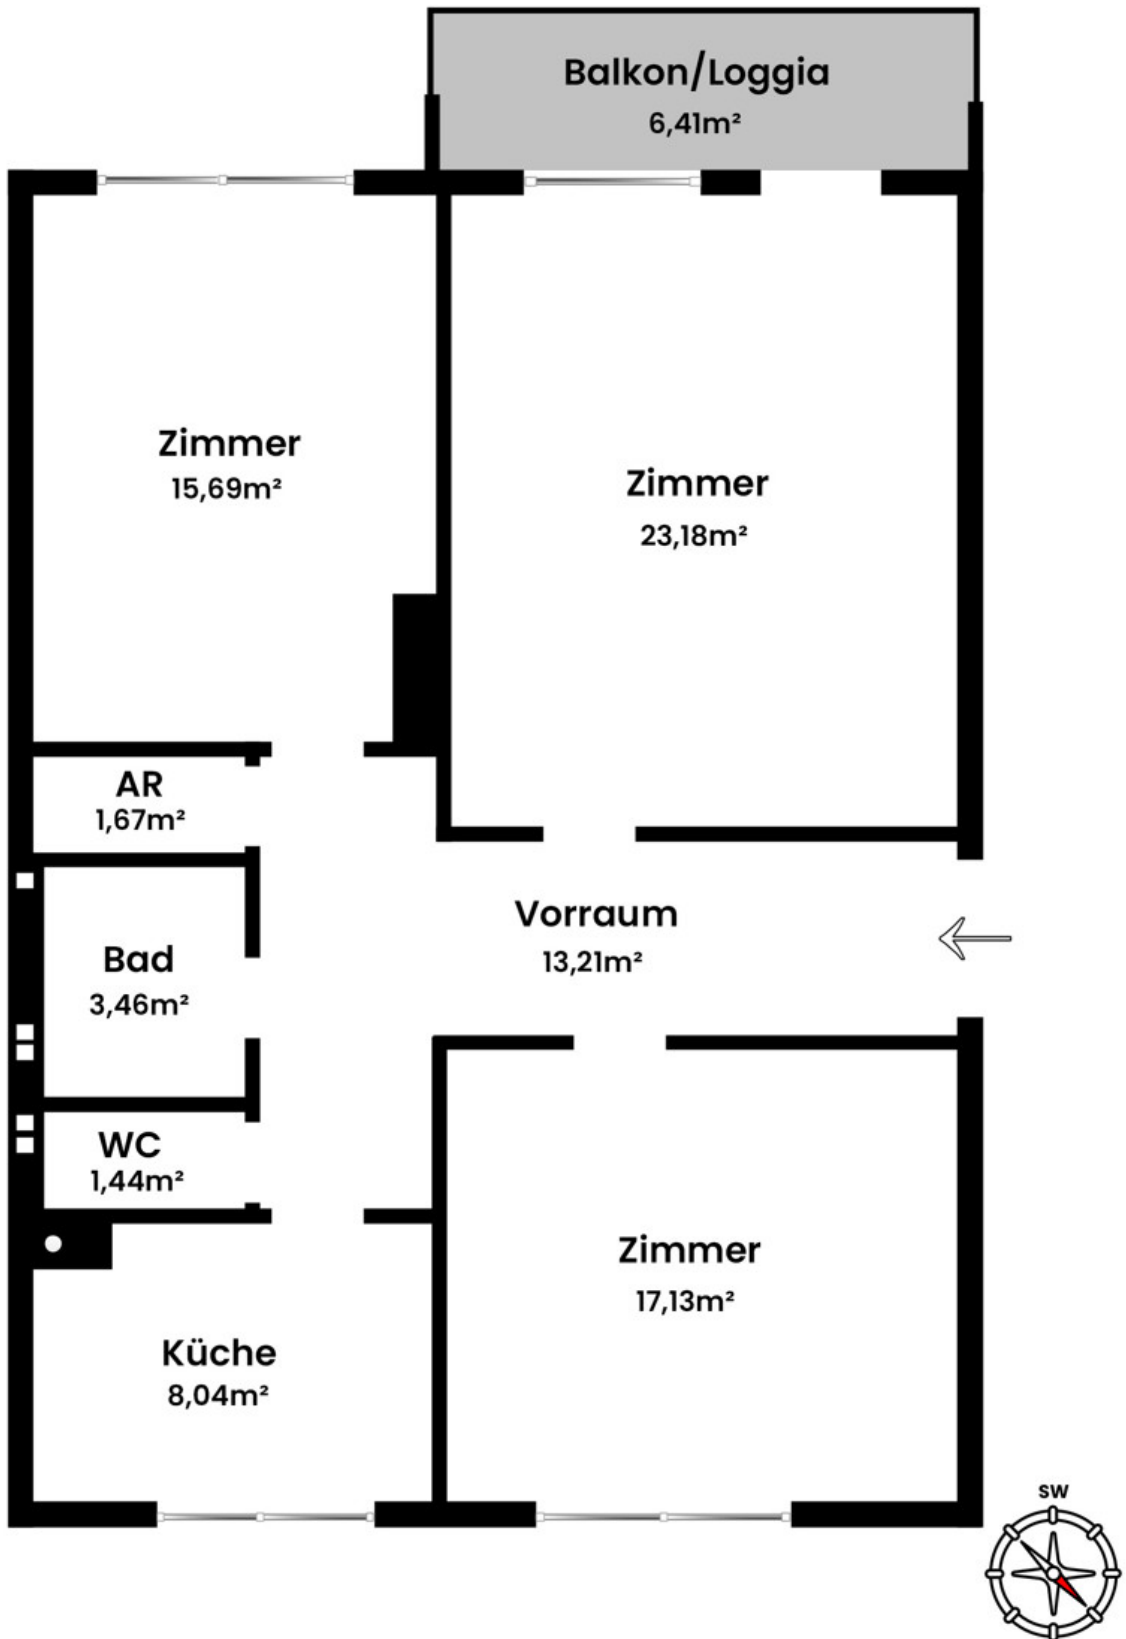 Balkon/Loggia
6,41m²
Zimmer
15,69m²
Zimmer
23,18m²
AR
1,67m²
Vorraum
13,21m²
Bad
3,46m²
WC
1,44m²
Zimmer
17,13m²
Küche
8,04m²
SW